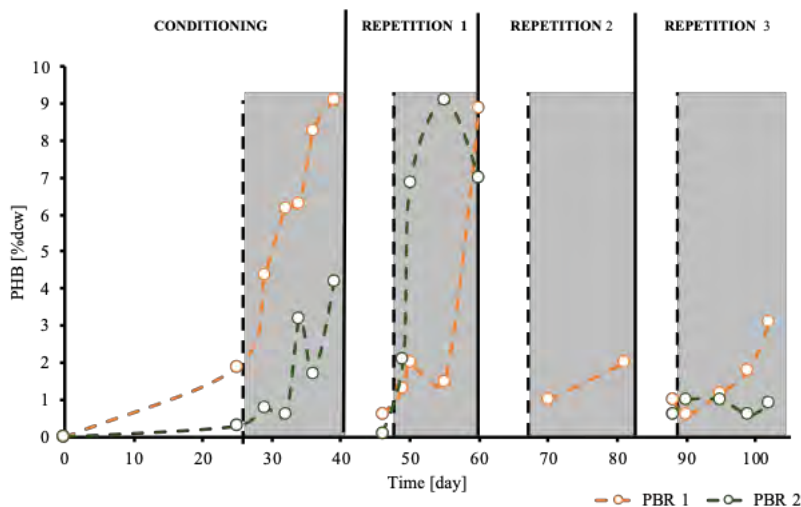 CONDITIONING REPETITION 1 REPETITION 2 REPETITION 3
10
9
8
7
6
5
4
3
2
1
0
PHB [%dcw]
0 10 20 30 40 50 60 70 80 90 100
Time [day]
PBR 1 PBR 2